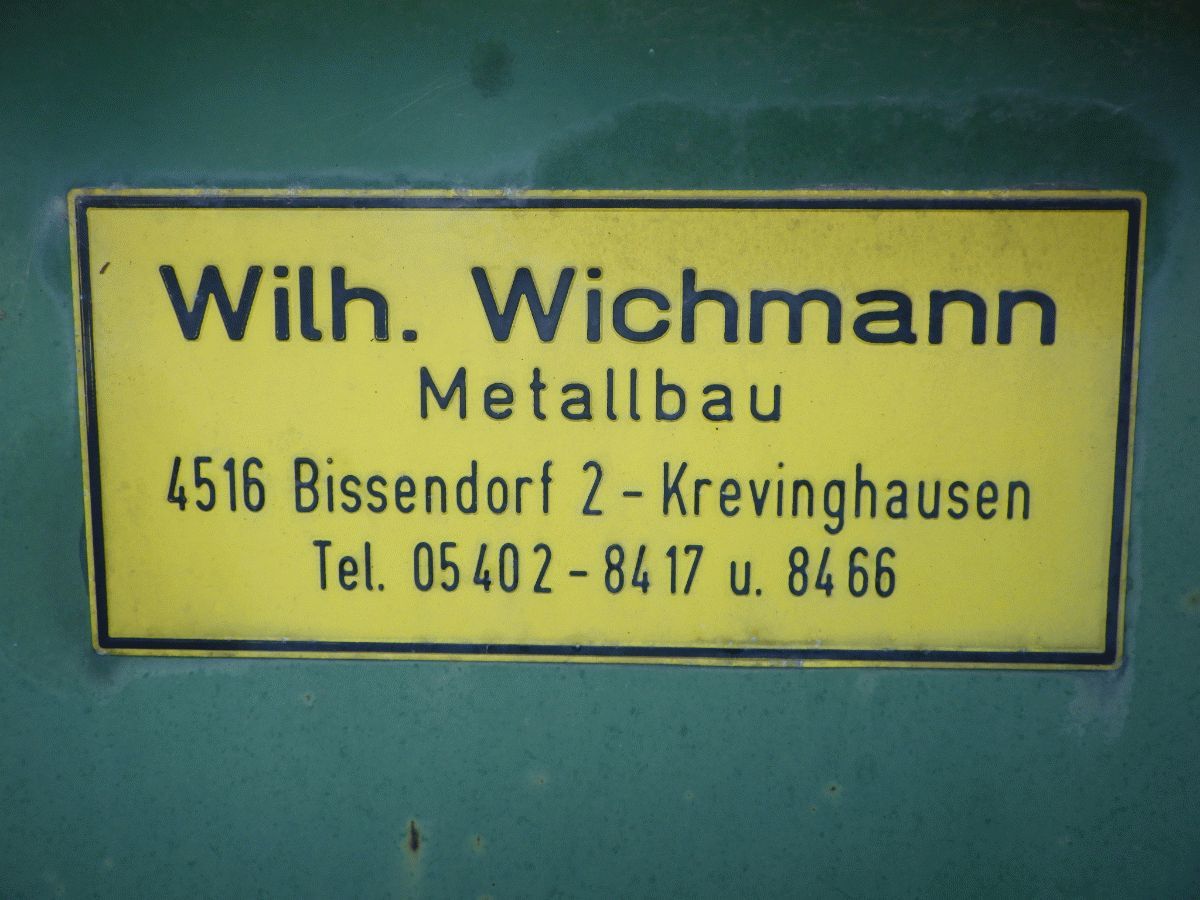 Wilh. Wichmann
Metallbau
4516 Bissendorf 2 - Krevinghausen
Tel. 05402-8417 u. 8466